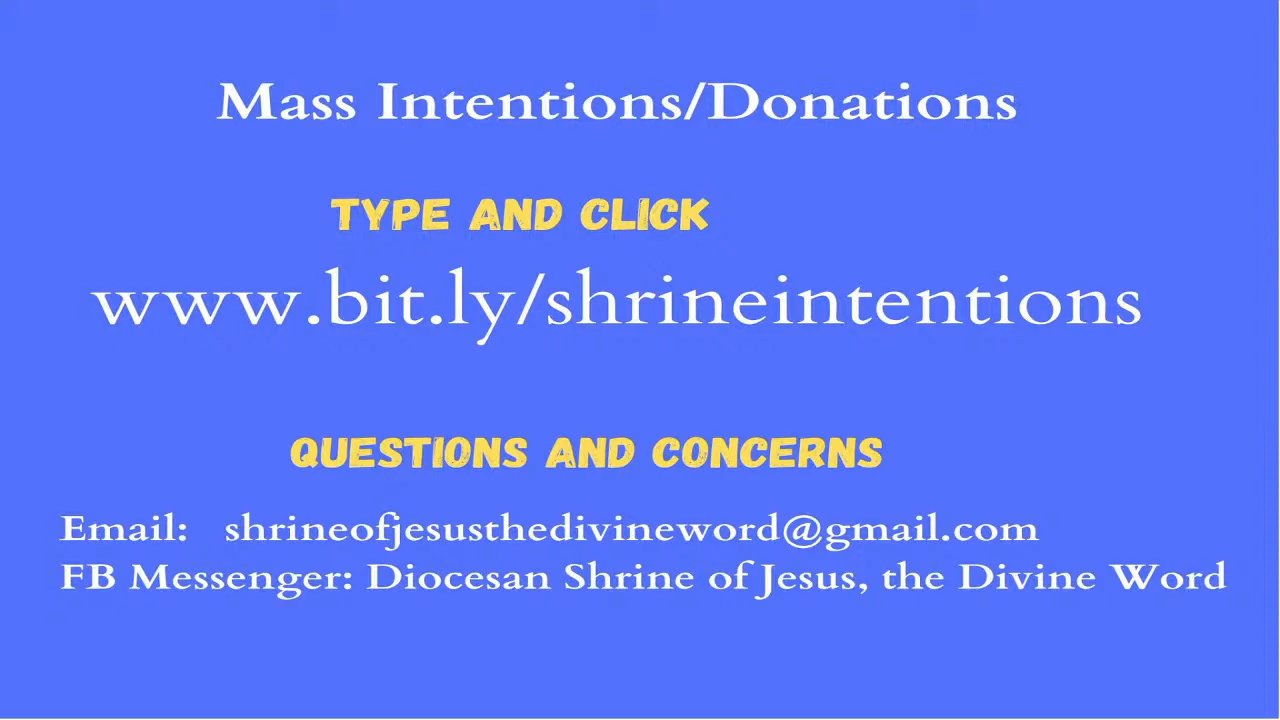 Mass Intentions/Donations
TYPE AND CLICK
www.bit.ly/shrineintentions
QUESTIONS AND CONCERNS
Email: shrineofjesusthedivineword@gmail.com
FB Messenger: Diocesan Shrine of Jesus, the Divine Word